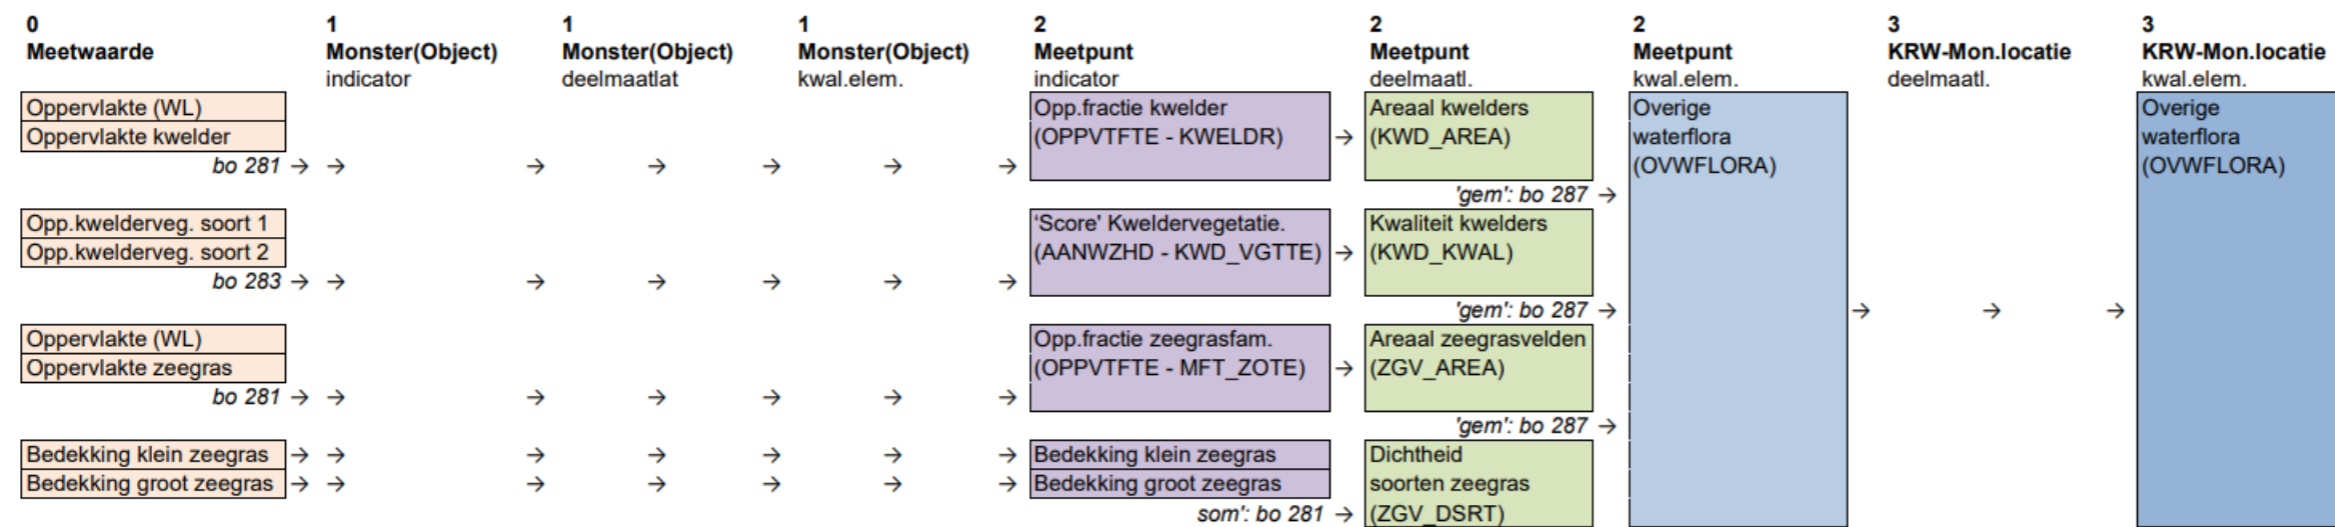 0 1 1 1 2 2 2 3 3
Meetwaarde Monster(Object) Monster(Object) Monster(Object) Meetpunt Meetpunt Meetpunt KRW-Mon.locatie KRW-Mon.locatie
indicator deelmaatlat kwal.elem. indicator deelmaatl. kwal.elem. deelmaatl. kwal.elem.
Oppervlakte (WL) Opp.fractie kwelder Areaal kwelders Overige Overige
Oppervlakte kwelder (OPPVTFTE - KWELDR) → (KWD_AREA) waterflora waterflora
bo 281 → → → → → → → (OVWFLORA) (OVWFLORA)
'gem': bo 287 →
Opp.kwelderveg. soort 1 'Score' Kweldervegetatie. Kwaliteit kwelders
Opp.kwelderveg. soort 2 (AANWZHD - KWD_VGTTE) → (KWD_KWAL)
bo 283 → → → → → → →
'gem': bo 287 → → → →
Oppervlakte (WL) Opp.fractie zeegrasfam. Areaal zeegrasvelden
Oppervlakte zeegras (OPPVTFTE - MFT_ZOTE) → (ZGV_AREA)
bo 281 → → → → → → →
'gem': bo 287 →
Bedekking klein zeegras → → → → → → → Bedekking klein zeegras Dichtheid
Bedekking groot zeegras → → → → → → → Bedekking groot zeegras soorten zeegras
som': bo 281 → (ZGV_DSRT)